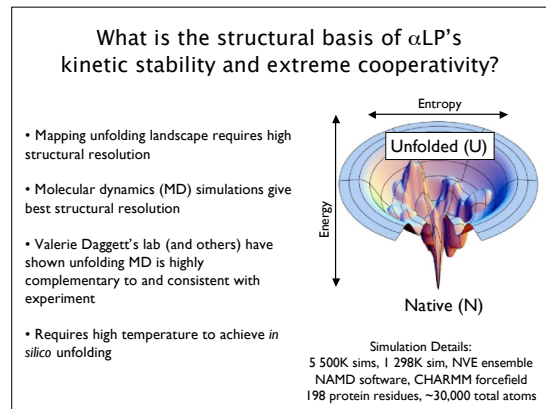 What is the structural basis of αLP's
kinetic stability and extreme cooperativity?
• Mapping unfolding landscape requires high
structural resolution
• Molecular dynamics (MD) simulations give
best structural resolution
• Valerie Daggett's lab (and others) have
shown unfolding MD is highly
complementary to and consistent with
experiment
• Requires high temperature to achieve in
silico unfolding
Entropy
Unfolded (U)
Energy
Native (N)
Simulation Details:
5 500K sims, 1 298K sim, NVE ensemble
NAMD software, CHARMM forcefield
198 protein residues, ~30,000 total atoms